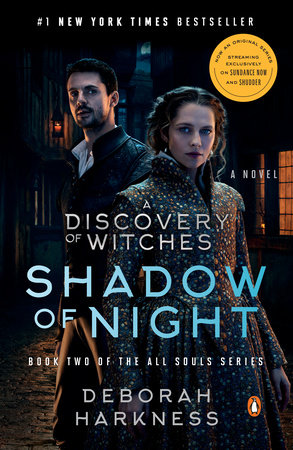 #1 NEW YORK TIMES BESTSELLER
NOW AN ORIGINAL SERIES
STREAMING
EXCLUSIVELY
ON SUNDANCE NOW
AND
SHUDDER
A NOVEL
A
DISCOVERY
OF WITCHES
SHADOW
OF NIGHT
BOOK TWO OF THE ALL SOULS SERIES
DEBORAH
HARKNESS